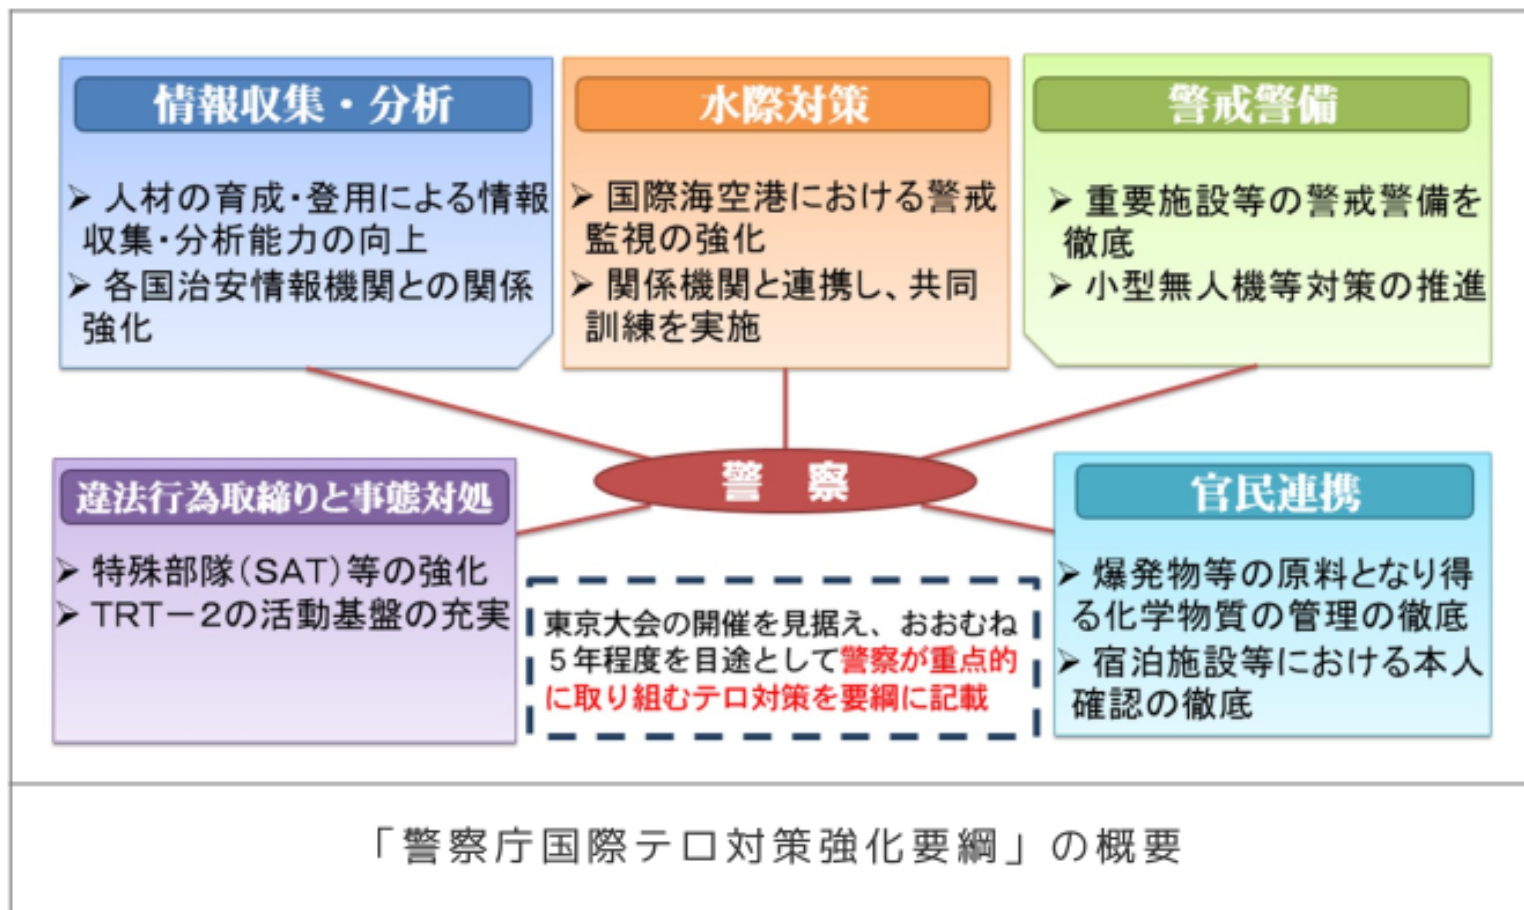 情報収集・分析
➢ 人材の育成・登用による情報
収集・分析能力の向上
➢ 各国治安情報機関との関係
強化
水際対策
➢ 国際海空港における警戒
監視の強化
➢ 関係機関と連携し、共同
訓練を実施
警戒警備
➢ 重要施設等の警戒警備を
徹底
➢ 小型無人機等対策の推進
警　察
違法行為取締りと事態対処
➢ 特殊部隊(SAT)等の強化
➢ TRT－2の活動基盤の充実
東京大会の開催を見据え、おおむね
５年程度を目途として警察が重点的
に取り組むテロ対策を要綱に記載
官民連携
➢ 爆発物等の原料となり得
る化学物質の管理の徹底
➢ 宿泊施設等における本人
確認の徹底
「警察庁国際テロ対策強化要綱」の概要